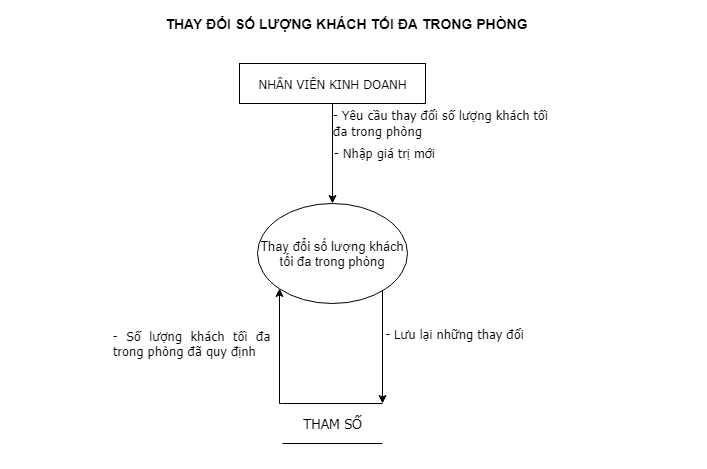 THAY ĐỔI SỐ LƯỢNG KHÁCH TỐI ĐA TRONG PHÒNG
NHÂN VIÊN KINH DOANH
- Yêu cầu thay đổi số lượng khách tối
đa trong phòng
- Nhập giá trị mới
Thay đổi số lượng khách
tối đa trong phòng
- Số lượng khách tối đa
trong phòng đã quy định
- Lưu lại những thay đổi
THAM SỐ